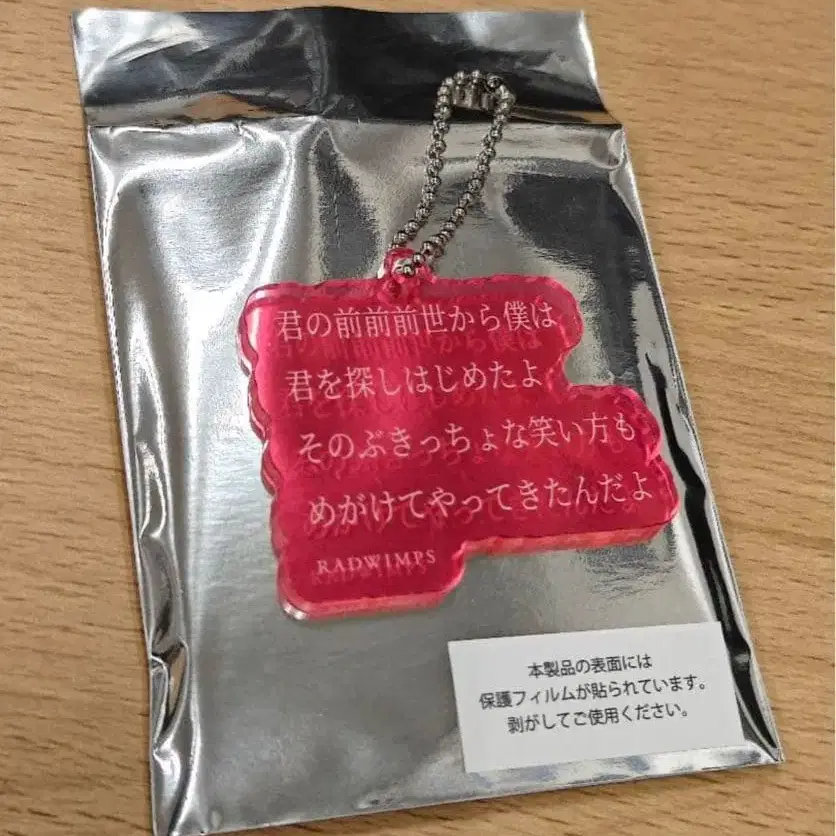 君の前前前世から僕は
君を探しはじめたよ
そのぶきっちょな笑い方も
めがけてやってきたんだよ
RADWIMPS
本製品の表面には
保護フィルムが貼られています。
剥がしてご使用ください。